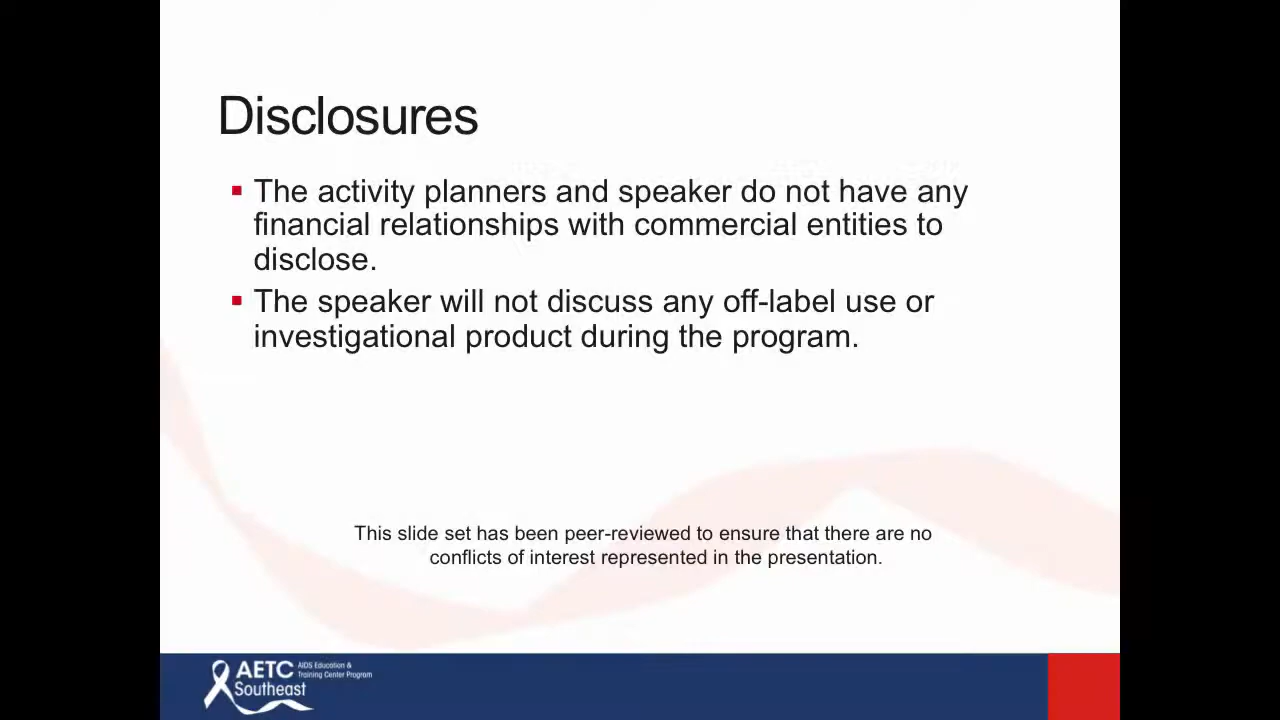 Disclosures
The activity planners and speaker do not have any
financial relationships with commercial entities to
disclose.
The speaker will not discuss any off-label use or
investigational product during the program.
This slide set has been peer-reviewed to ensure that there are no
conflicts of interest represented in the presentation.
AETC AIDS Education &
Training Center Program
Southeast